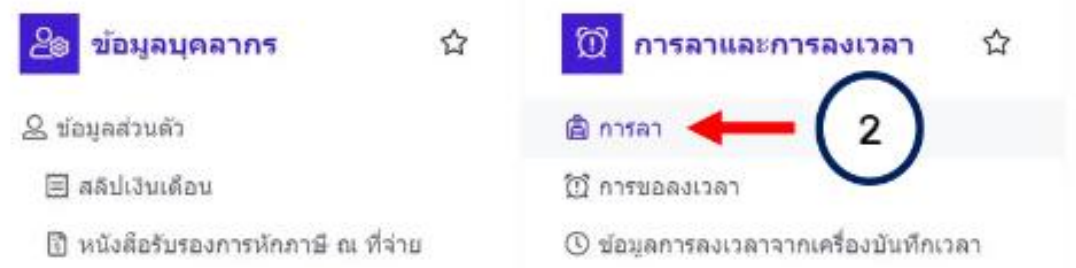 ข้อมูลบุคลากร
ข้อมูลส่วนตัว
สลิปเงินเดือน
หนังสือรับรองการหักภาษี ณ ที่จ่าย
การลาและการลงเวลา
การลา 2
การขอลงเวลา
ข้อมูลการลงเวลาจากเครื่องบันทึกเวลา